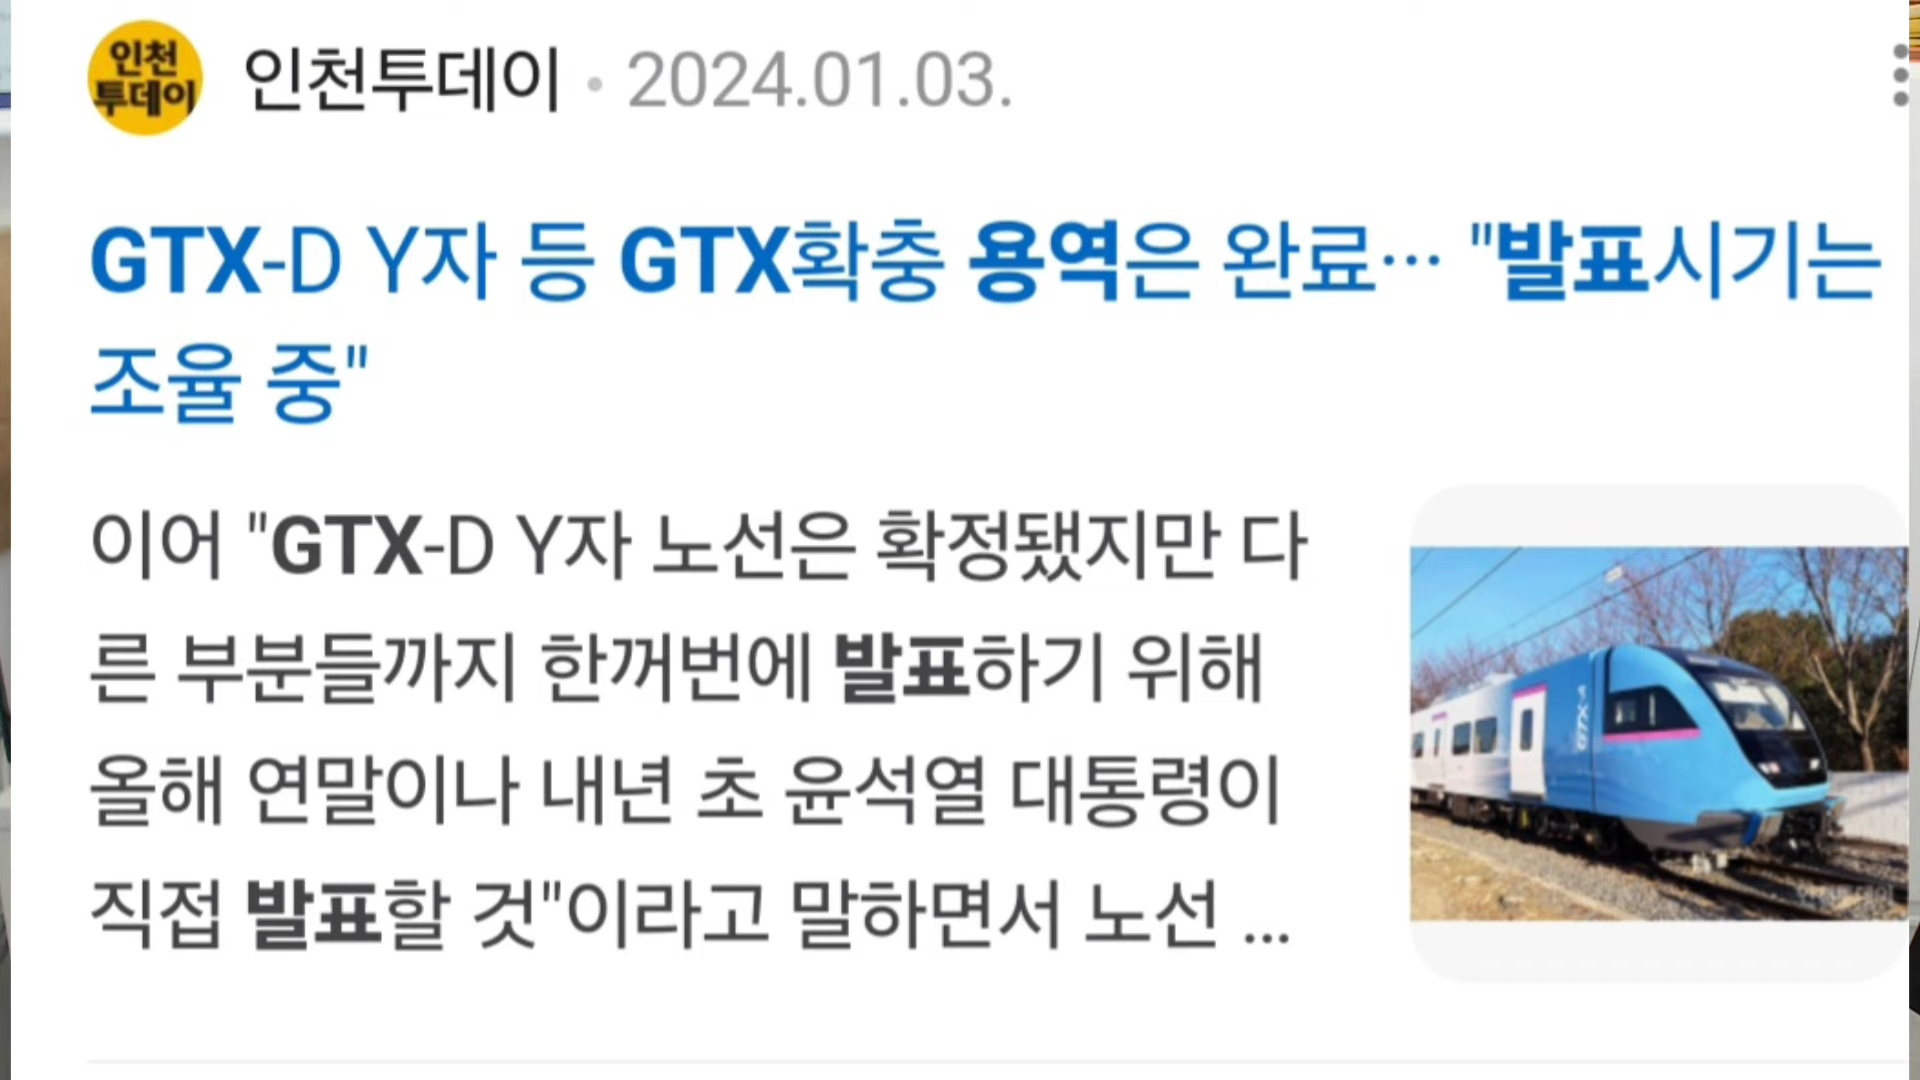 인천
투데이
인천투데이 · 2024.01.03.
GTX-D Y자 등 GTX확충 용역은 완료… "발표시기는
조율 중"
이어 "GTX-D Y자 노선은 확정됐지만 다
른 부분들까지 한꺼번에 발표하기 위해
올해 연말이나 내년 초 윤석열 대통령이
직접 발표할 것"이라고 말하면서 노선 ...
GTX-A